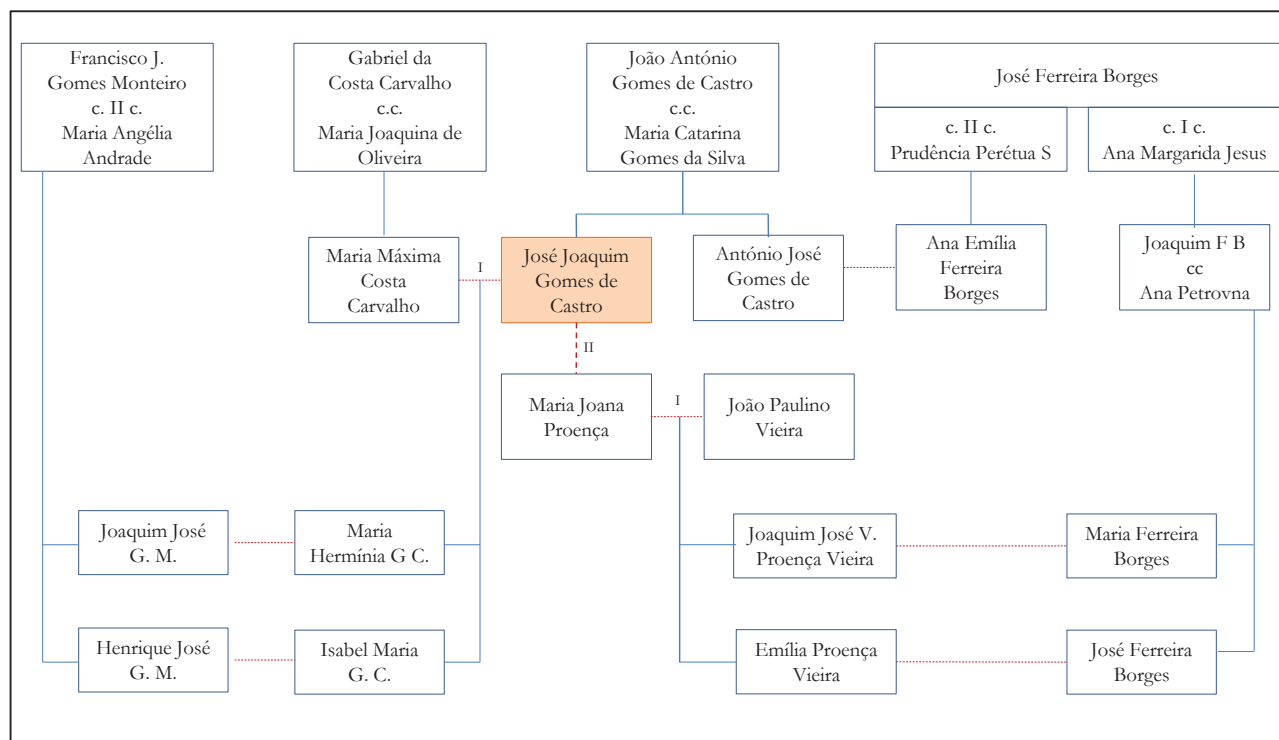 Francisco J.
Gomes Monteiro
c. II c.
Maria Angélia
Andrade
Gabriel da
Costa Carvalho
c.c.
Maria Joaquina de
Oliveira
João António
Gomes de Castro
c.c.
Maria Catarina
Gomes da Silva
José Ferreira Borges
c. II c.
Prudência Perétua S
c. I c.
Ana Margarida Jesus
Maria Máxima
Costa
Carvalho
I
José Joaquim
Gomes de
Castro
António José
Gomes de
Castro
Ana Emília
Ferreira
Borges
Joaquim F B
cc
Ana Petrovna
II
Maria Joana
Proença
I
João Paulino
Vieira
Joaquim José
G. M.
Maria
Hermínia G C.
Joaquim José V.
Proença Vieira
Maria Ferreira
Borges
Henrique José
G. M.
Isabel Maria
G. C.
Emília Proença
Vieira
José Ferreira
Borges